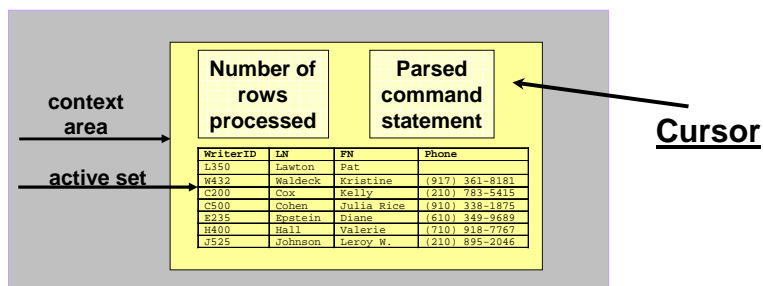 Number of
rows
processed
Parsed
command
statement
context
area
Cursor
active set
WriterID LN FN Phone
L350 Lawton Pat
W432 Waldeck Kristine (917) 361-8181
C200 Cox Kelly (210) 783-5415
C500 Cohen Julia Rice (910) 338-1875
E235 Epstein Diane (610) 349-9689
H400 Hall Valerie (710) 918-7767
J525 Johnson Leroy W. (210) 895-2046